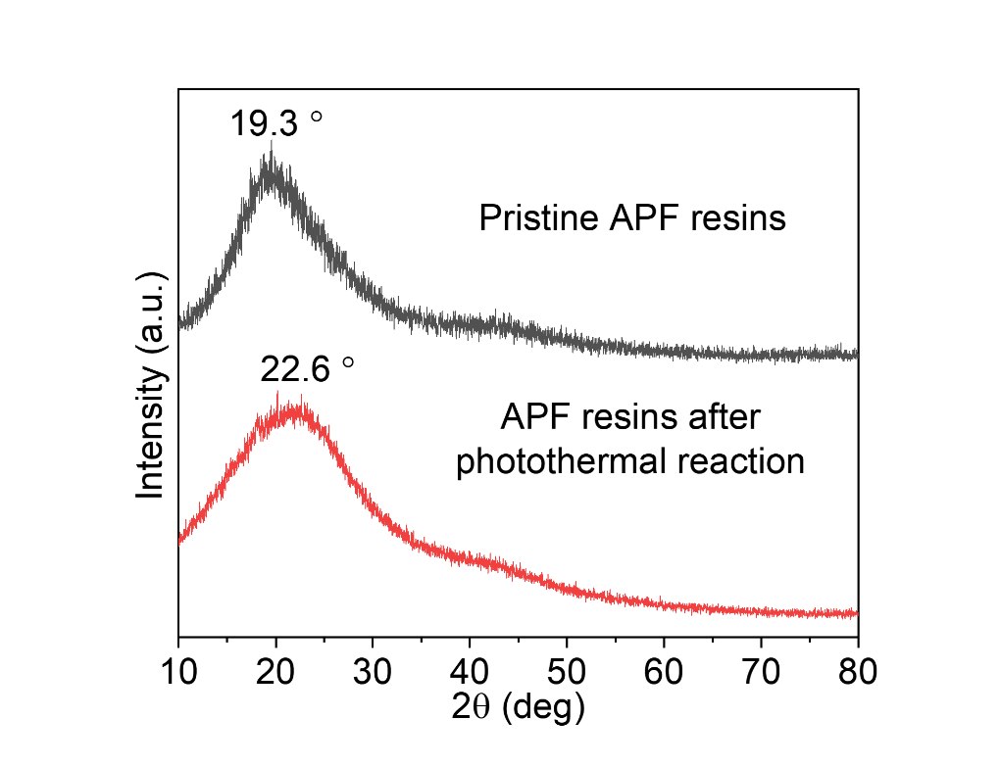 19.3 °
Pristine APF resins
22.6 °
APF resins after
photothermal reaction
Intensity (a.u.)
10 20 30 40 50 60 70 80
2θ (deg)